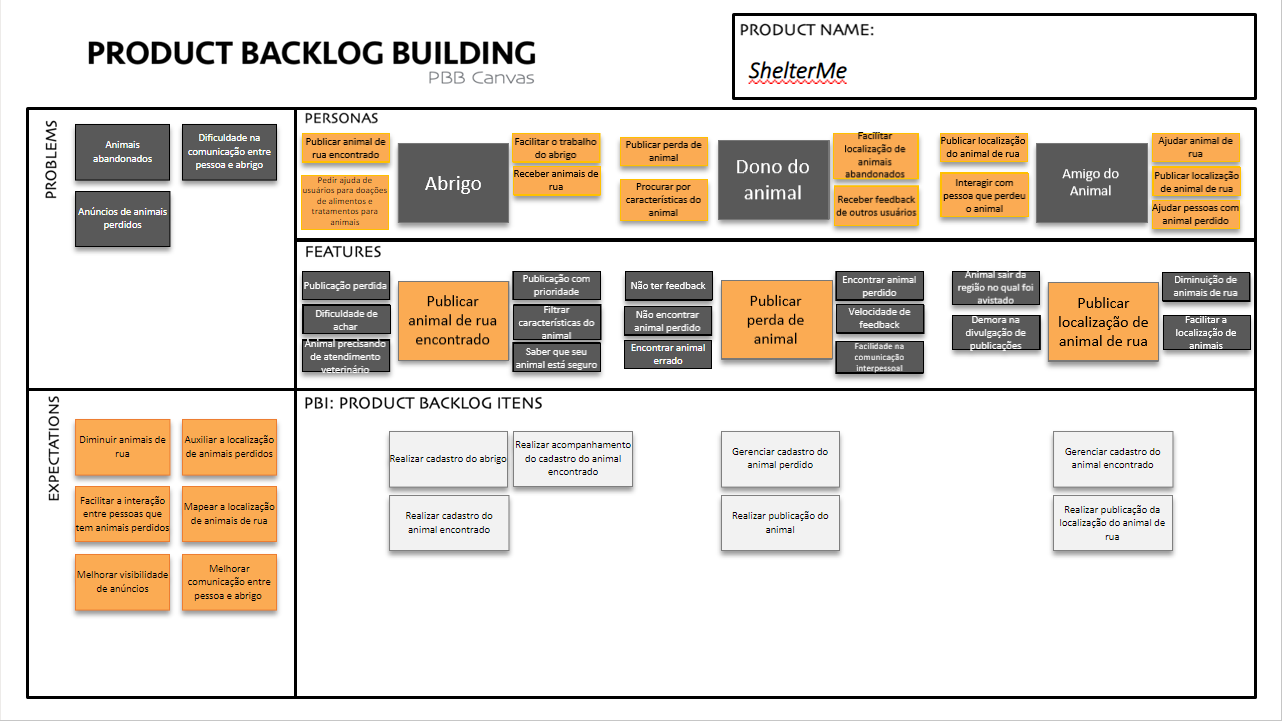 PRODUCT BACKLOG BUILDING
PBB Canvas
PRODUCT NAME:
ShelterMe
PROBLEMS
Animais
abandonados
Dificuldade na
comunicação entre
pessoa e abrigo
Anúncios de animais
perdidos
PERSONAS
Publicar animal de
rua encontrado
Pedir ajuda de
usuários para doações
de alimentos e
tratamentos para
animais
Abrigo
Facilitar o trabalho
do abrigo
Receber animais de
rua
Publicar perda de
animal
Procurar por
características do
animal
Dono do
animal
Facilitar
localização de
animais
abandonados
Receber feedback
de outros usuários
Publicar localização
do animal de rua
Interagir com
pessoa que perdeu
o animal
Amigo do
Animal
Ajudar animal de
rua
Publicar localização
de animal de rua
Ajudar pessoas com
animal perdido
FEATURES
Publicação perdida
Dificuldade de
achar
Animal precisando
de atendimento
veterinário
Publicar
animal de rua
encontrado
Publicação com
prioridade
Filtrar
características do
animal
Saber que seu
animal está seguro
Não ter feedback
Não encontrar
animal perdido
Encontrar animal
errado
Publicar
perda de
animal
Encontrar animal
perdido
Velocidade de
feedback
Facilidade na
comunicação
interpessoal
Animal sair da
região no qual foi
avistado
Demora na
divulgação de
publicações
Publicar
localização de
animal de rua
Diminuição de
animais de rua
Facilitar a
localização de
animais
EXPECTATIONS
Diminuir animais de
rua
Auxiliar a localização
de animais perdidos
Facilitar a interação
entre pessoas que
tem animais perdidos
Mapear a localização
de animais de rua
Melhorar visibilidade
de anúncios
Melhorar
comunicação entre
pessoa e abrigo
PBI: PRODUCT BACKLOG ITENS
Realizar cadastro do abrigo
Realizar acompanhamento
do cadastro do animal
encontrado
Realizar cadastro do
animal encontrado
Gerenciar cadastro do
animal perdido
Realizar publicação do
animal
Gerenciar cadastro do
animal encontrado
Realizar publicação da
localização do animal de
rua